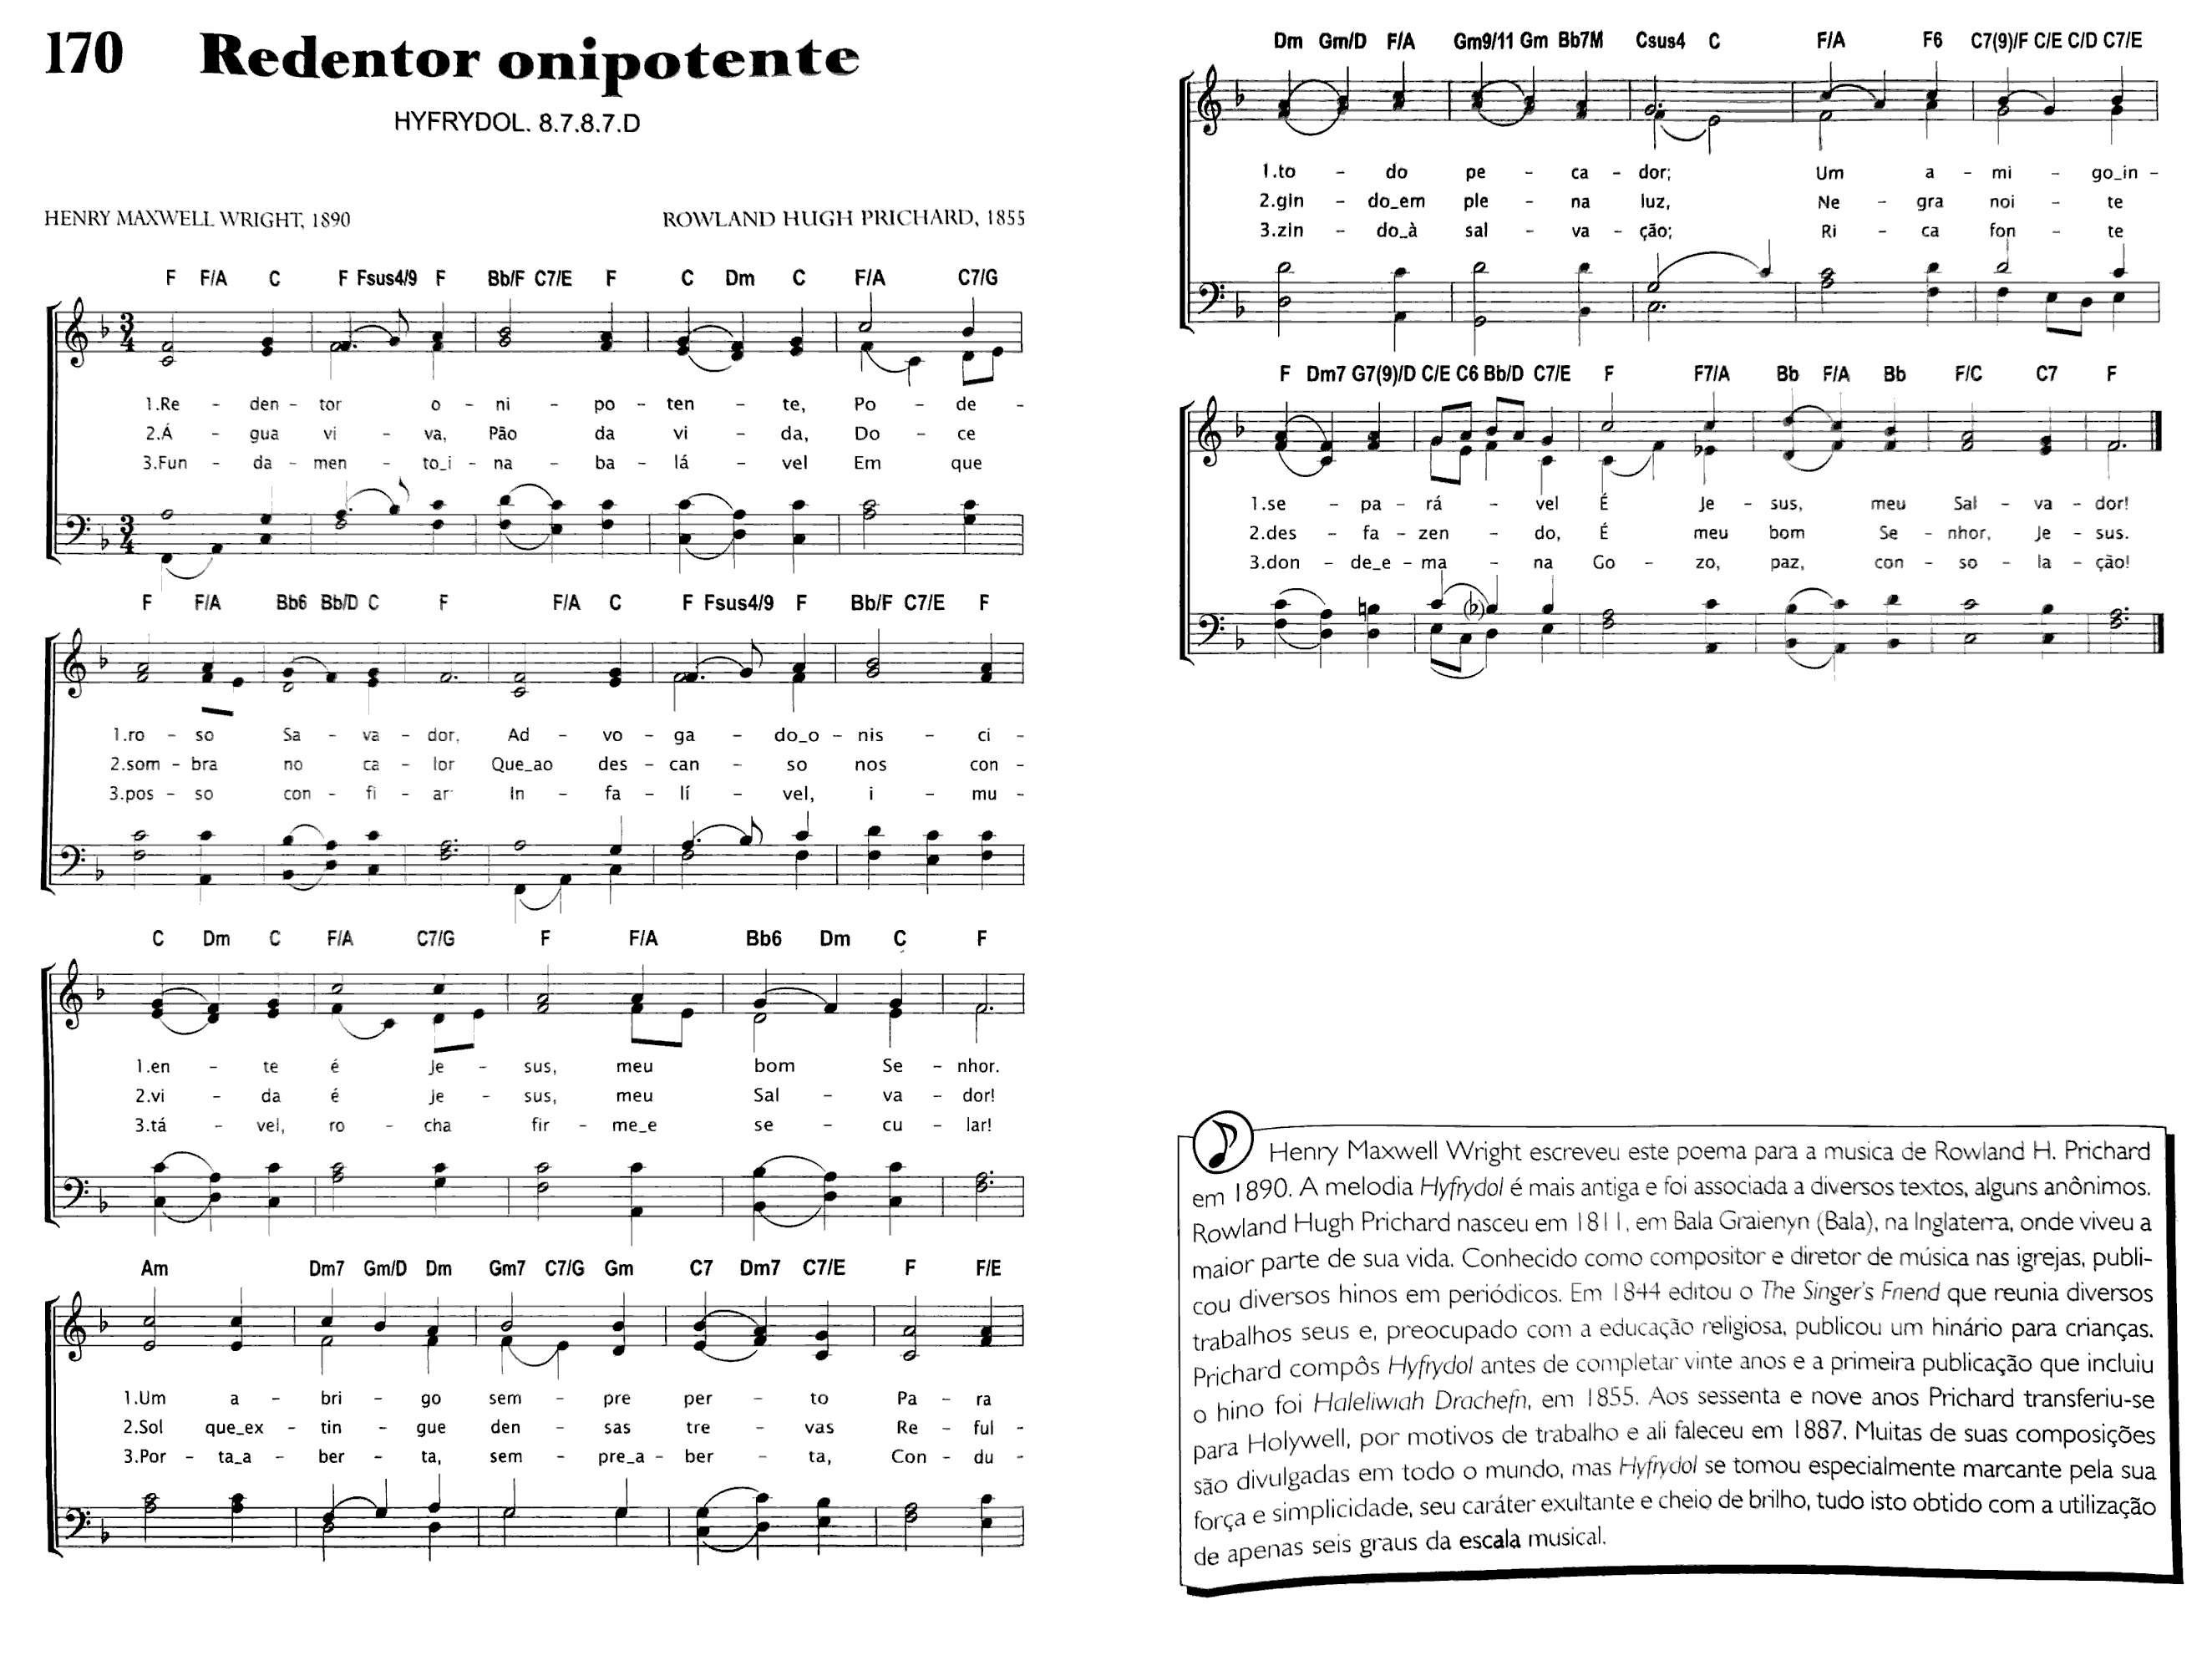 170 Redentor onipotente
HYFRYDOL. 8.7.8.7.D
HENRY MAXWELL WRIGHT, 1890 ROWLAND HUGH PRICHARD, 1855
F F/A C F Fsus4/9 F Bb/F C7/E F C Dm C F/A C7/G
3 4
1.Re - den - tor o - ni - po - ten - te, Po - de -
2.Á - gua vi - va, Pão da vi - da, Do - ce
3.Fun - da - men - to_i - na - ba - lá - vel Em que
3 4
F F/A Bb6 Bb/D C F F/A C F Fsus4/9 F Bb/F C7/E F
1.ro - so Sa - va - dor, Ad - vo - ga - do_o - nis - ci -
2.som - bra no ca - lor Que_ao des - can - so nos con -
3.pos - so con - fi - ar In - fa - lí - vel, i - mu -
C Dm C F/A C7/G F F/A Bb6 Dm C F
1.en - te é Je - sus, meu bom Se - nhor.
2.vi - da é Je - sus, meu Sal - va - dor!
3.tá - vel, ro - cha fir - me_e se - cu - lar!
Am Dm7 Gm/D Dm Gm7 C7/G Gm C7 Dm7 C7/E F F/E
1.Um a - bri - go sem - pre per - to Pa - ra
2.Sol que_ex - tin - gue den - sas tre - vas Re - ful -
3.Por - ta_a - ber - ta, sem - pre_a - ber - ta, Con - du -
Dm Gm/D F/A Gm9/11 Gm Bb7M Csus4 C F/A F6 C7(9)/F C/E C/D C7/E
1.to - do pe - ca - dor; Um a - mi - go_in -
2.gin - do_em ple - na luz, Ne - gra noi - te
3.zin - do_à sal - va - ção; Ri - ca fon - te
F Dm7 G7(9)/D C/E C6 Bb/D C7/E F F7/A Bb F/A Bb F/C C7 F
1.se - pa - rá - vel É Je - sus, meu Sal - va - dor!
2.des - fa - zen - do, É meu bom Se - nhor, Je - sus.
3.don - de_e - ma - na Go - zo, paz, con - so - la - ção!
Henry Maxwell Wright escreveu este poema para a musica de Rowland H. Prichard
em 1890. A melodia Hyfrydol é mais antiga e foi associada a diversos textos, alguns anônimos.
Rowland Hugh Prichard nasceu em 1811, em Bala Graienyn (Bala), na Inglaterra, onde viveu a
maior parte de sua vida. Conhecido como compositor e diretor de música nas igrejas, publi-
cou diversos hinos em periódicos. Em 1844 editou o The Singer's Friend que reunia diversos
trabalhos seus e, preocupado com a educação religiosa, publicou um hinário para crianças.
Prichard compôs Hyfrydol antes de completar vinte anos e a primeira publicação que incluiu
o hino foi Haleliwiah Drachefn, em 1855. Aos sessenta e nove anos Prichard transferiu-se
para Holywell, por motivos de trabalho e ali faleceu em 1887. Muitas de suas composições
são divulgadas em todo o mundo, mas Hyfrydol se tomou especialmente marcante pela sua
força e simplicidade, seu caráter exultante e cheio de brilho, tudo isto obtido com a utilização
de apenas seis graus da escala musical.